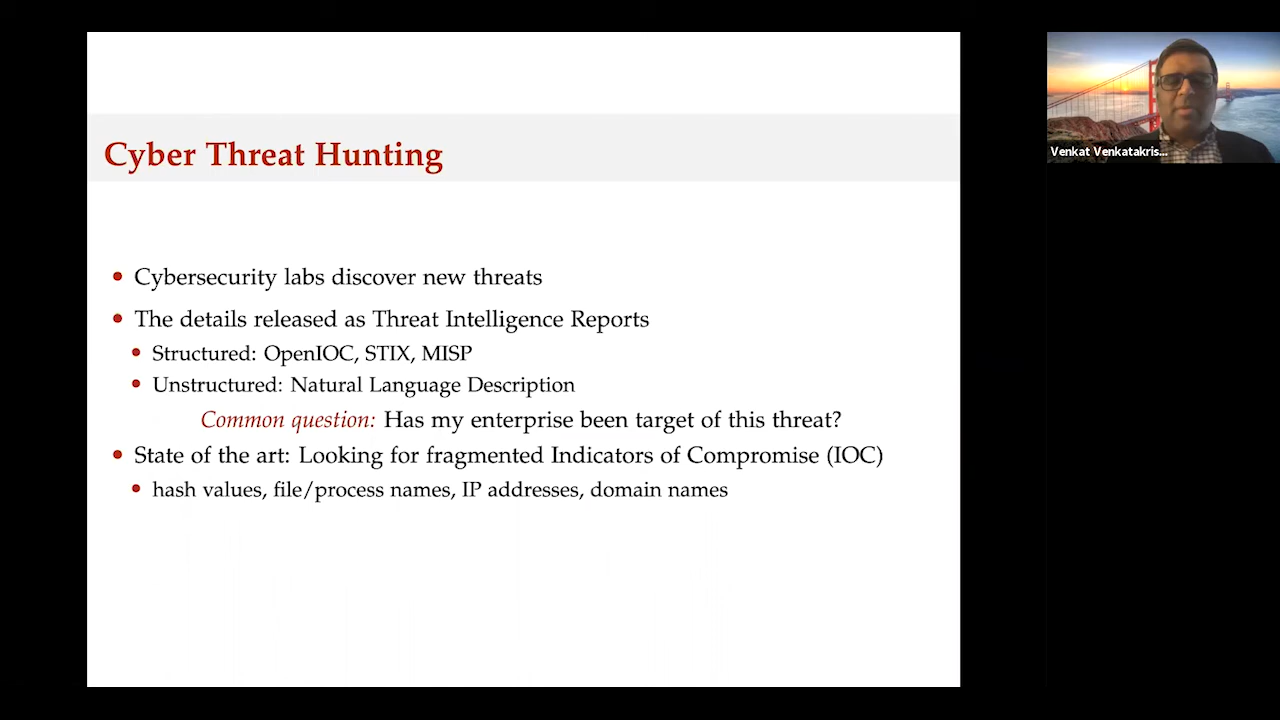 Cyber Threat Hunting
Cybersecurity labs discover new threats
The details released as Threat Intelligence Reports
Structured: OpenIOC, STIX, MISP
Unstructured: Natural Language Description
Common question: Has my enterprise been target of this threat?
State of the art: Looking for fragmented Indicators of Compromise (IOC)
hash values, file/process names, IP addresses, domain names
Venkat Venkatakris...